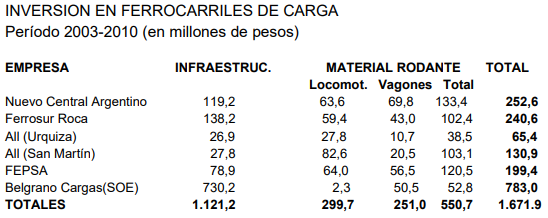 INVERSION EN FERROCARRILES DE CARGA
Período 2003-2010 (en millones de pesos)
EMPRESA INFRAESTRUC. MATERIAL RODANTE TOTAL
Locomot. Vagones Total
Nuevo Central Argentino 119,2 63,6 69,8 133,4 252,6
Ferrosur Roca 138,2 59,4 43,0 102,4 240,6
All (Urquiza) 26,9 27,8 10,7 38,5 65,4
All (San Martín) 27,8 82,6 20,5 103,1 130,9
FEPSA 78,9 64,0 56,5 120,5 199,4
Belgrano Cargas(SOE) 730,2 2,3 50,5 52,8 783,0
TOTALES 1.121,2 299,7 251,0 550,7 1.671.9